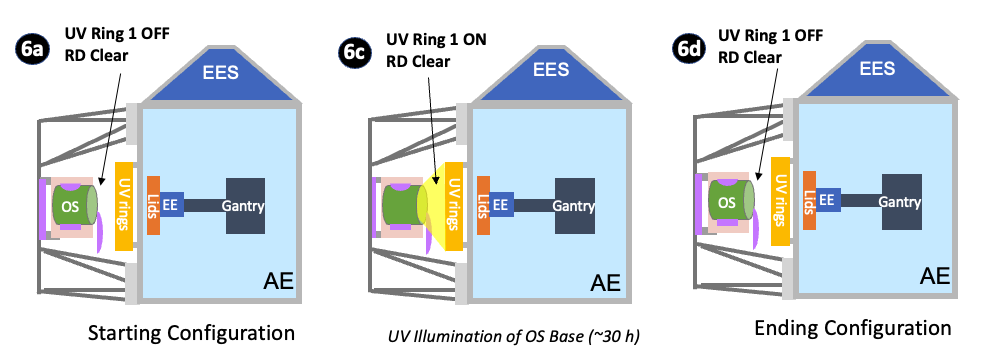 6a
UV Ring 1 OFF
RD Clear
EES
OS
UV rings
Lids
EE
Gantry
AE
Starting Configuration
6c
UV Ring 1 ON
RD Clear
EES
UV rings
Lids
EE
Gantry
AE
UV Illumination of OS Base (~30 h)
6d
UV Ring 1 OFF
RD Clear
EES
OS
UV rings
Lids
EE
Gantry
AE
Ending Configuration